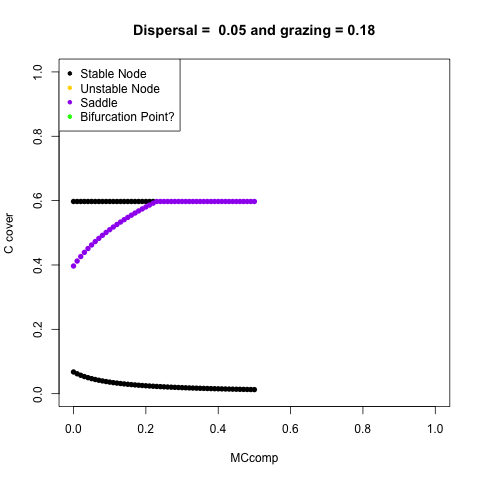 Dispersal =  0.05 and grazing = 0.18
Stable Node
Unstable Node
Saddle
Bifurcation Point?
C cover
1.0
0.8
0.6
0.4
0.2
0.0
0.0 0.2 0.4 0.6 0.8 1.0
MCcomp